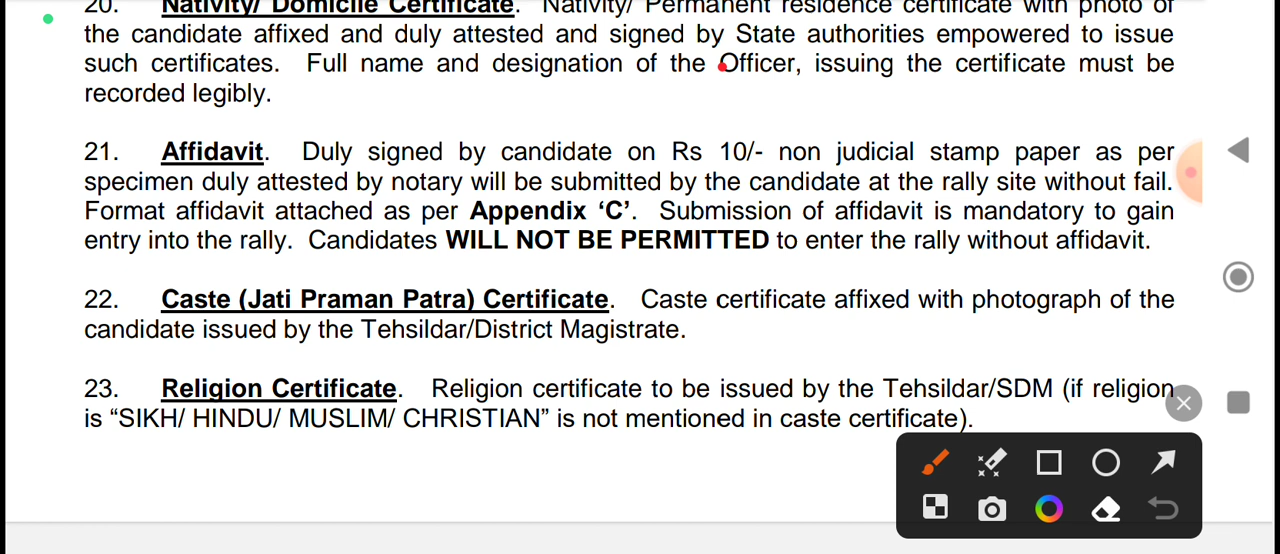 20. Nativity/ Domicile Certificate. Nativity/ Permanent residence certificate with photo of
the candidate affixed and duly attested and signed by State authorities empowered to issue
such certificates. Full name and designation of the Officer, issuing the certificate must be
recorded legibly.
21. Affidavit. Duly signed by candidate on Rs 10/- non judicial stamp paper as per
specimen duly attested by notary will be submitted by the candidate at the rally site without fail.
Format affidavit attached as per Appendix ‘C’. Submission of affidavit is mandatory to gain
entry into the rally. Candidates WILL NOT BE PERMITTED to enter the rally without affidavit.
22. Caste (Jati Praman Patra) Certificate. Caste certificate affixed with photograph of the
candidate issued by the Tehsildar/District Magistrate.
23. Religion Certificate. Religion certificate to be issued by the Tehsildar/SDM (if religion
is “SIKH/ HINDU/ MUSLIM/ CHRISTIAN” is not mentioned in caste certificate).